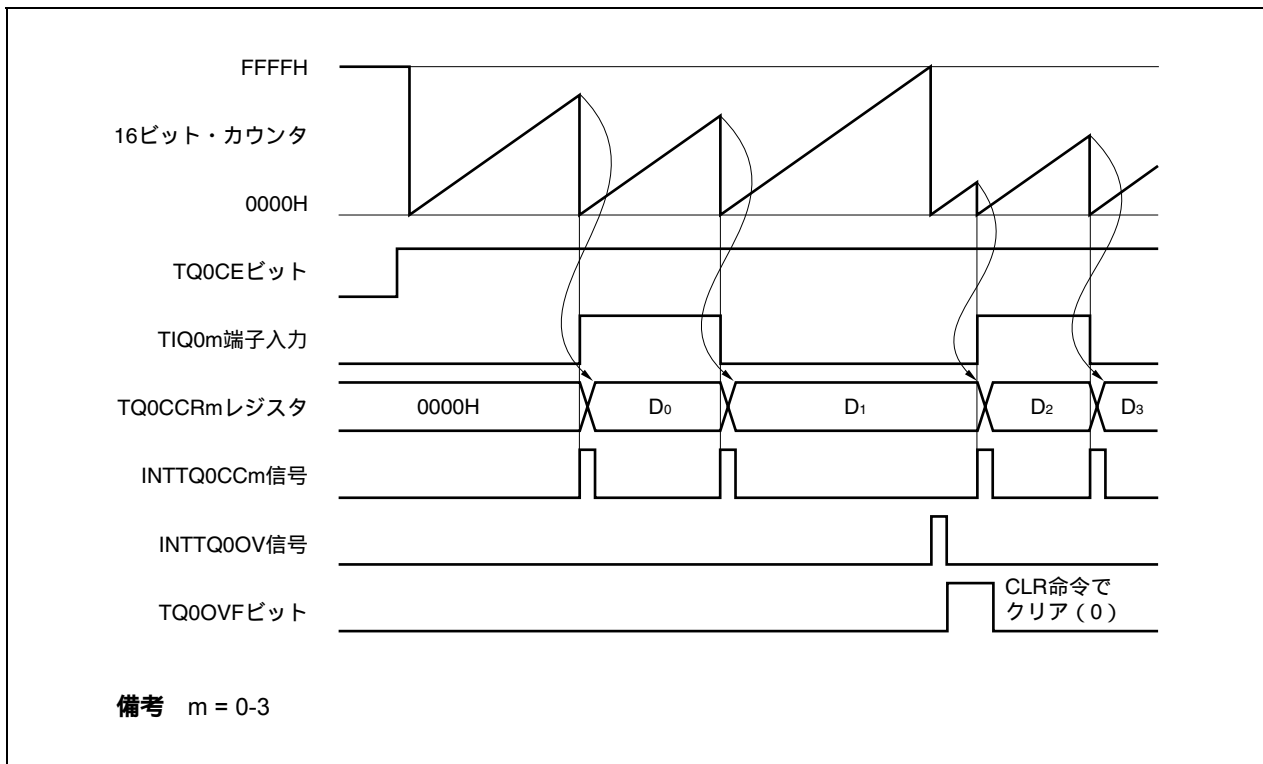 FFFFH
16ビット・カウンタ
0000H
TQ0CEビット
TIQ0m端子入力
TQ0CCRmレジスタ
0000H
D0
D1
D2
D3
INTTQ0CCm信号
INTTQ0OV信号
TQ0OVFビット
CLR命令で
クリア（0）
備考 m = 0-3